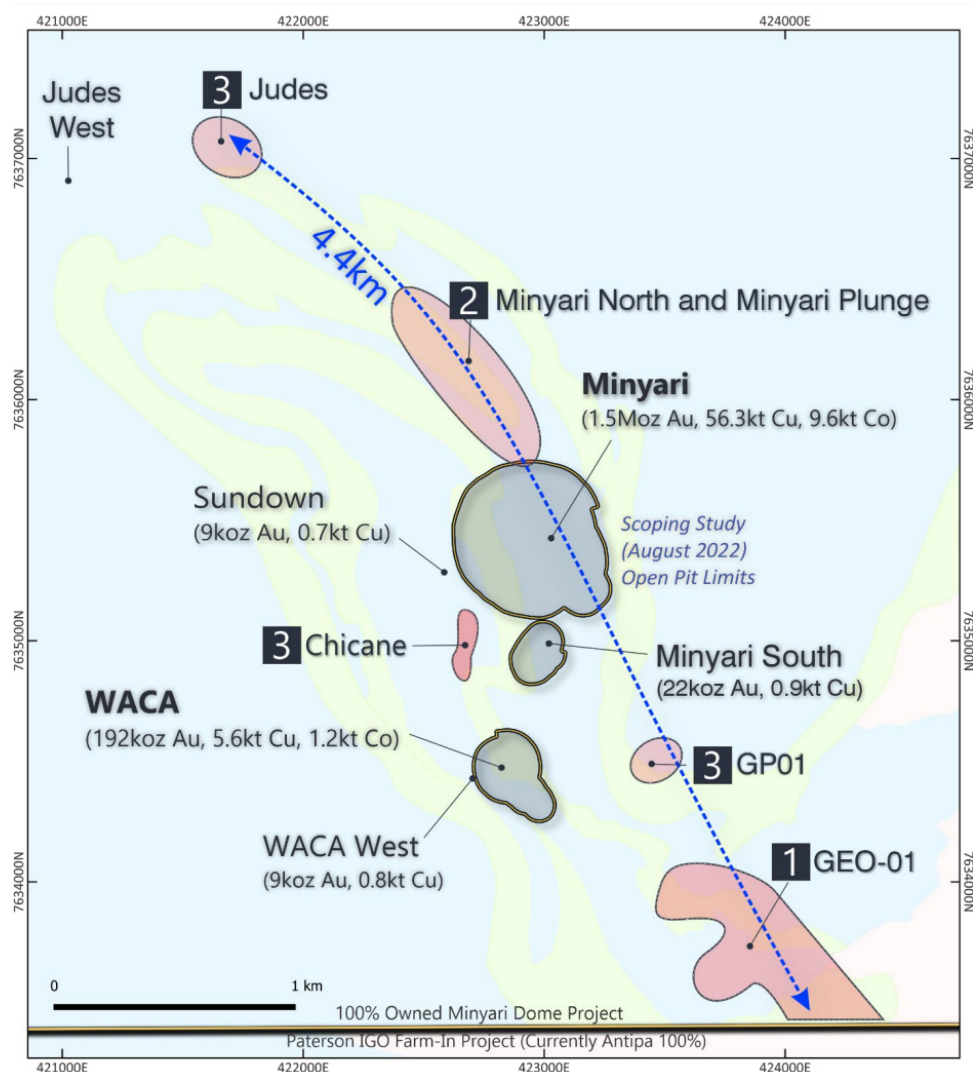 421000E
422000E
423000E
424000E
Judes
West
3 Judes
7637000N
7637000N
4.4km
2 Minyari North and Minyari Plunge
Minyari
(1.5Moz Au, 56.3kt Cu, 9.6kt Co)
7636000N
7636000N
Sundown
(9koz Au, 0.7kt Cu)
Scoping Study
(August 2022)
Open Pit Limits
3 Chicane
7635000N
7635000N
Minyari South
(22koz Au, 0.9kt Cu)
WACA
(192koz Au, 5.6kt Cu, 1.2kt Co)
3 GP01
WACA West
(9koz Au, 0.8kt Cu)
1 GEO-01
7634000N
7634000N
0
1 km
100% Owned Minyari Dome Project
Paterson IGO Farm-In Project (Currently Antipa 100%)
421000E
422000E
423000E
424000E